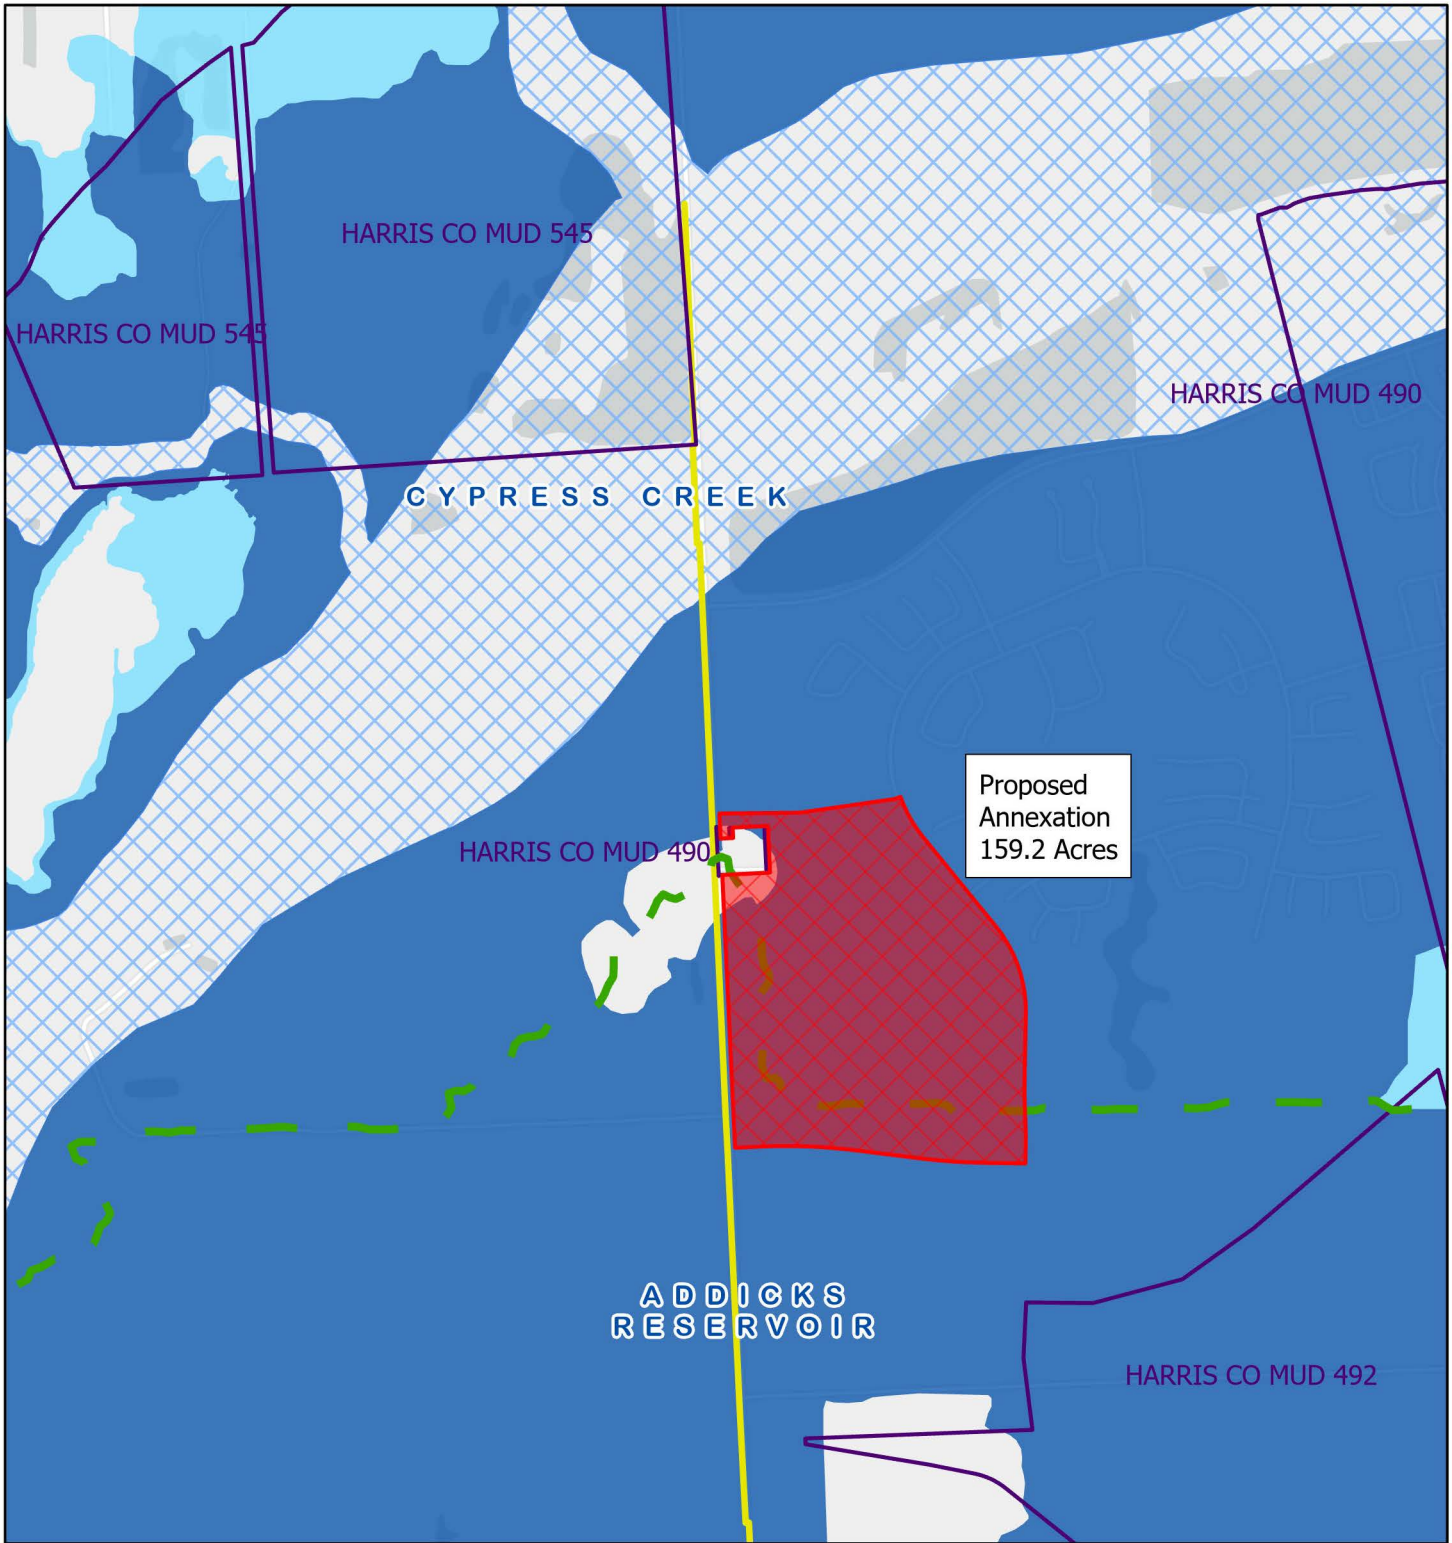 HARRIS CO MUD 545
HARRIS CO MUD 545
HARRIS CO MUD 490
CYPRESS CREEK
Proposed
Annexation
159.2 Acres
HARRIS CO MUD 490
ADDICKS
RESERVOIR
HARRIS CO MUD 492